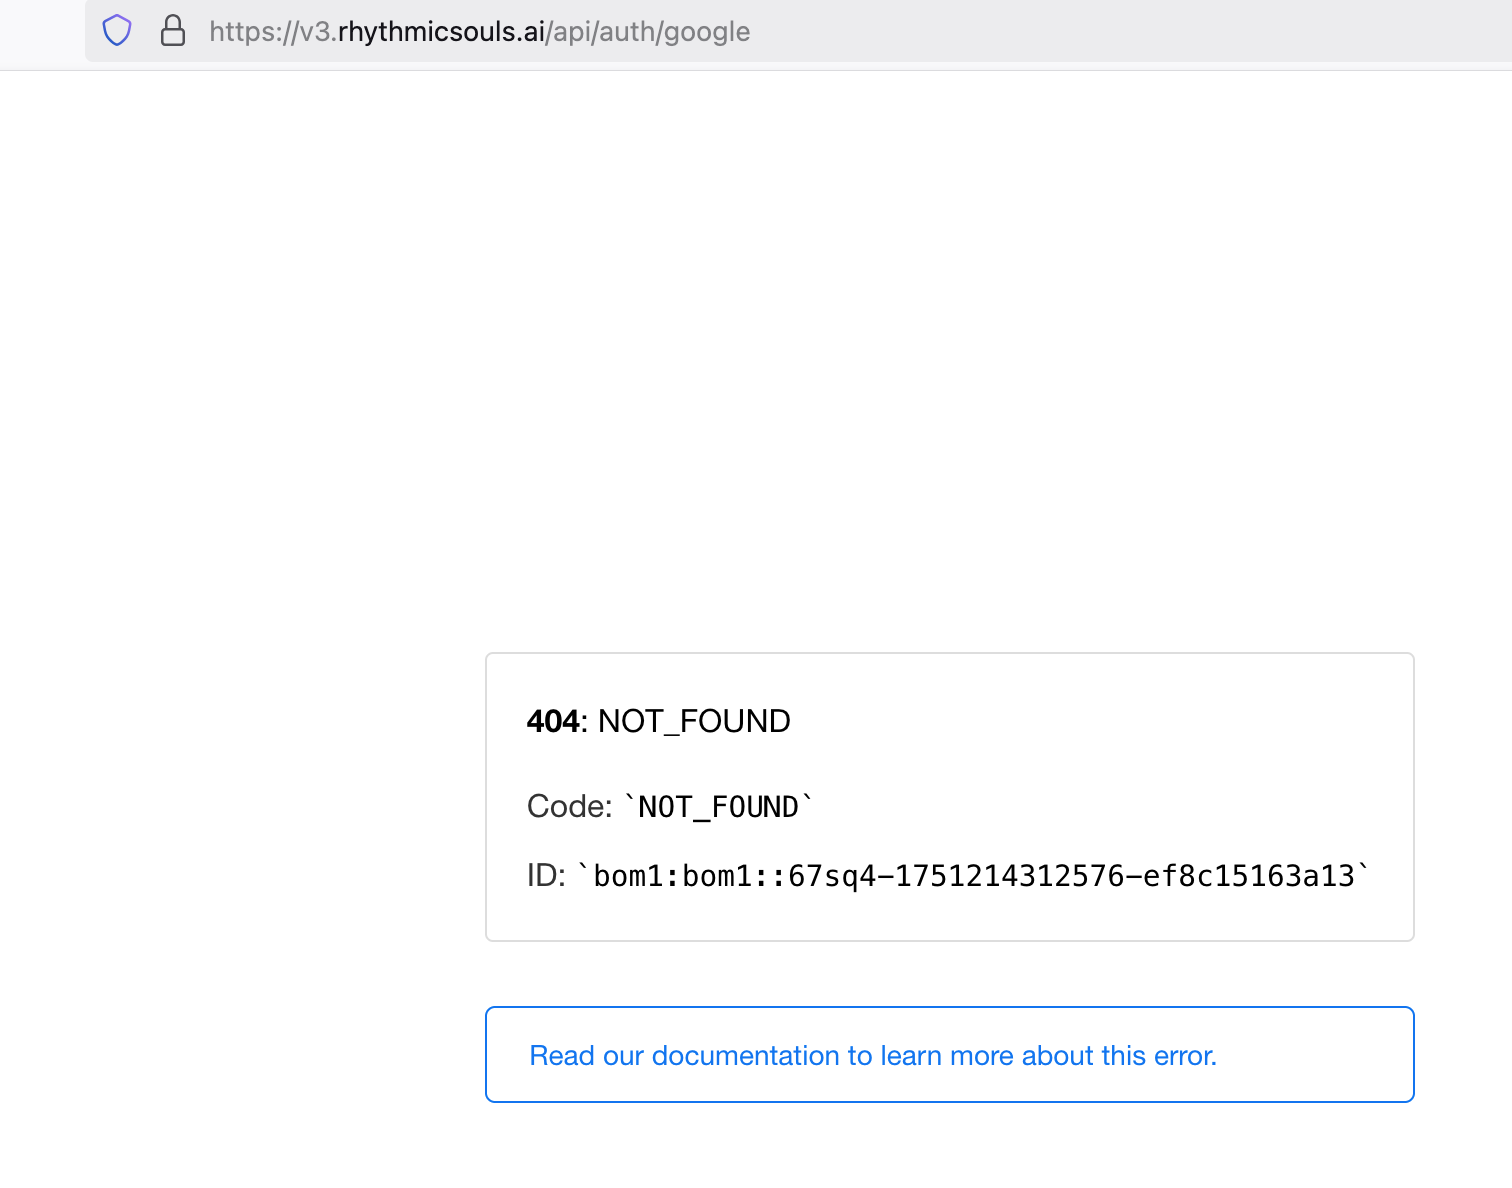 https://v3.rhythmicsouls.ai/api/auth/google
404: NOT_FOUND
Code: `NOT_FOUND`
ID: `bom1:bom1::67sq4-1751214312576-ef8c15163a13`
Read our documentation to learn more about this error.